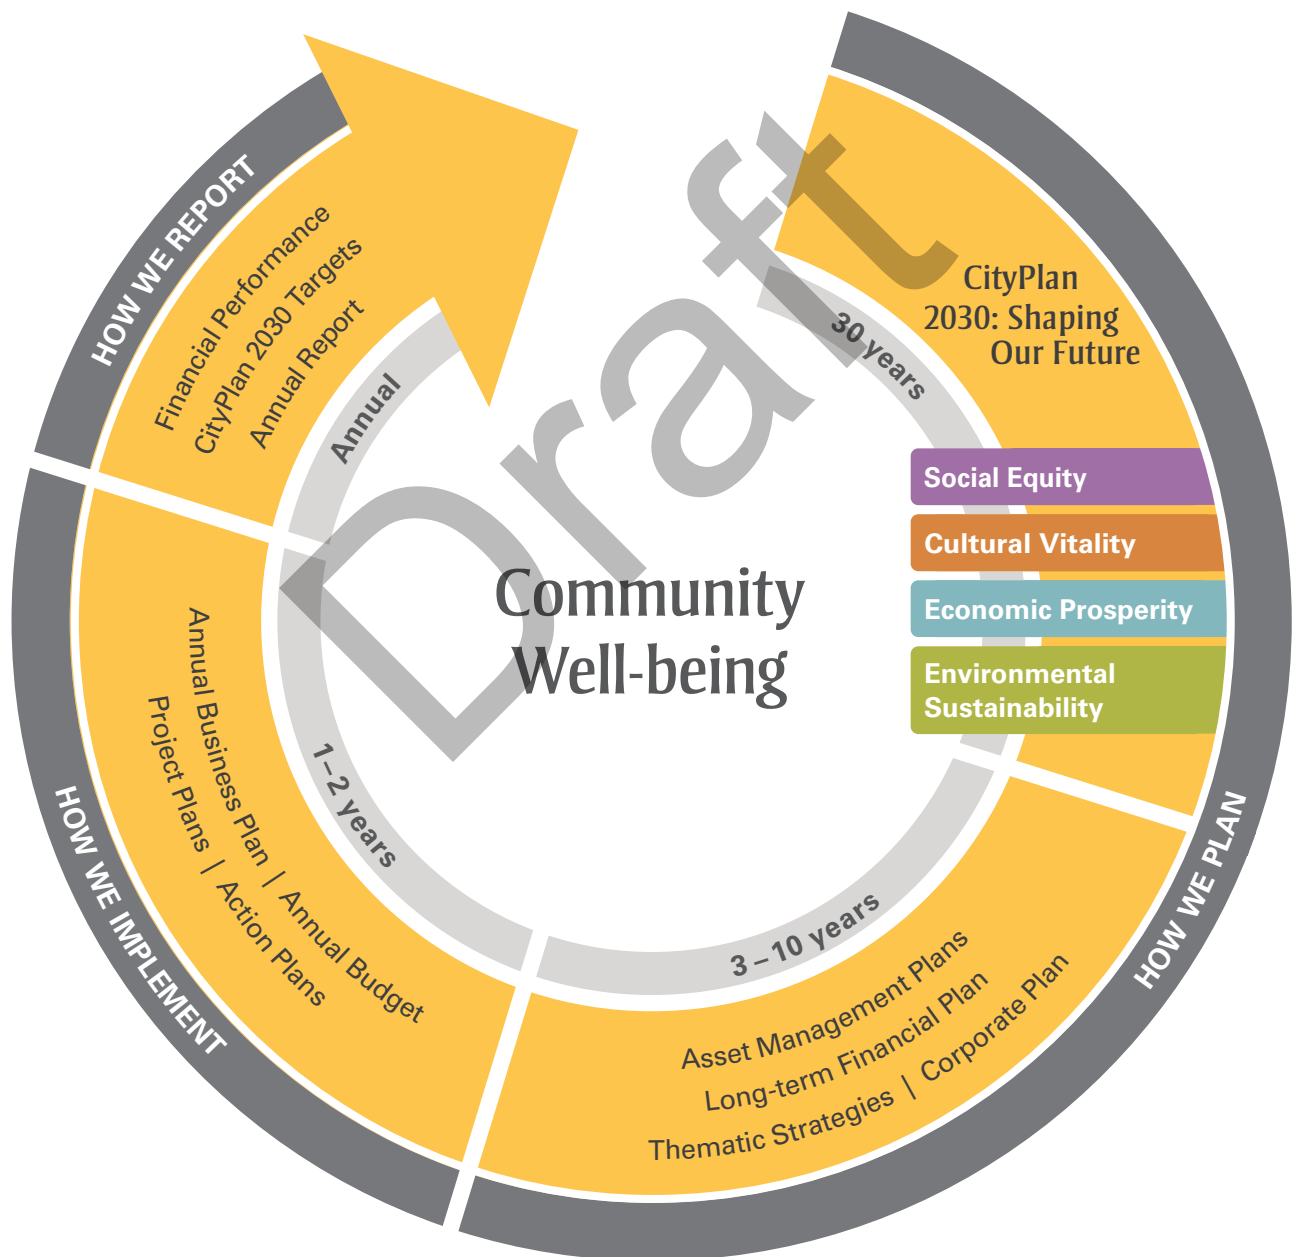 HOW WE REPORT
Financial Performance
CityPlan 2030 Targets
Annual Report
Annual
Draft
30 years
CityPlan
2030: Shaping
Our Future
Social Equity
Cultural Vitality
Economic Prosperity
Environmental
Sustainability
Community
Well-being
HOW WE PLAN
3–10 years
Asset Management Plans
Long-term Financial Plan
Thematic Strategies | Corporate Plan
1–2 years
Annual Business Plan | Annual Budget
Project Plans | Action Plans
HOW WE IMPLEMENT